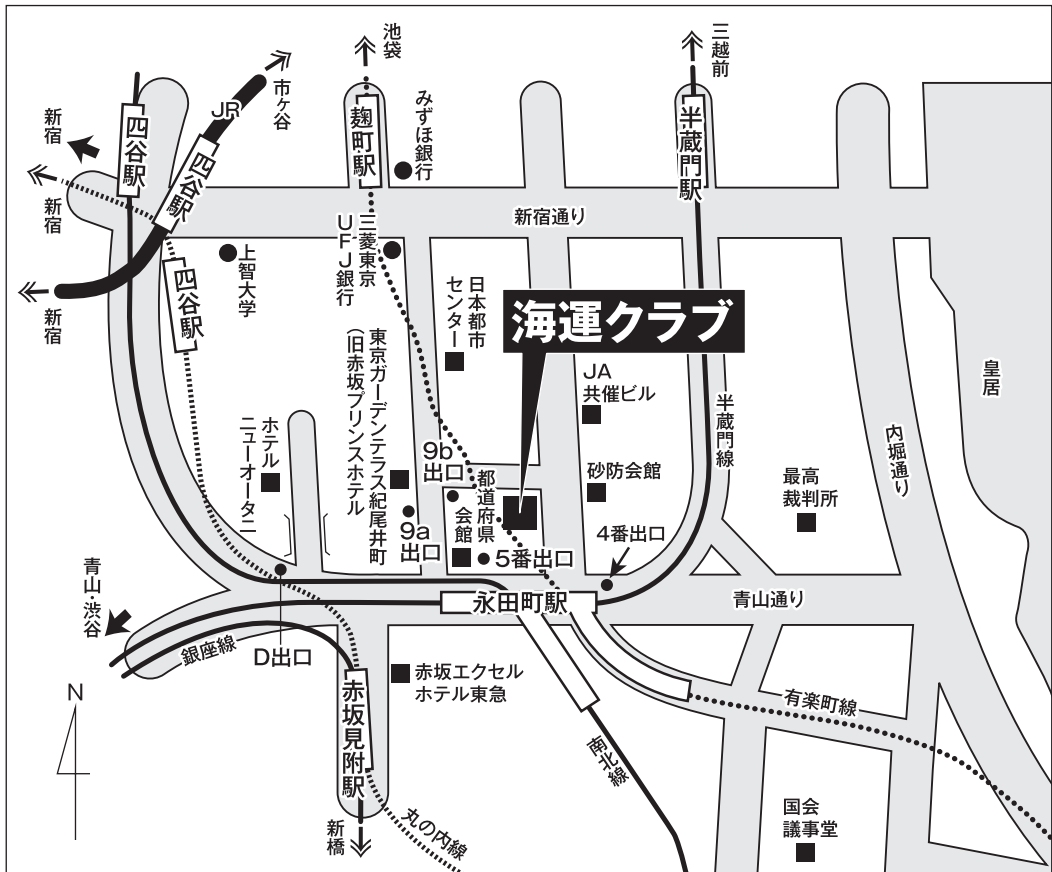 池袋
三越前
市ヶ谷
JR
新宿
四谷駅
四谷駅
麹町駅
みずほ銀行
半蔵門駅
新宿
新宿通り
上智大学
四谷駅
新宿
三菱東京
UFJ銀行
日本都市
センター
海運クラブ
JA
共催ビル
皇居
東京ガーデンテラス紀尾井町
(旧赤坂プリンスホテル
半蔵門線
内堀通り
ホテル
ニューオータニ
9b
出口
都道府県
会館
砂防会館
最高
裁判所
9a
出口
5番出口
4番出口
青山・渋谷
永田町駅
青山通り
銀座線
D出口
赤坂エクセル
ホテル東急
N
赤坂見附駅
有楽町線
南北線
新橋
丸の内線
国会
議事堂